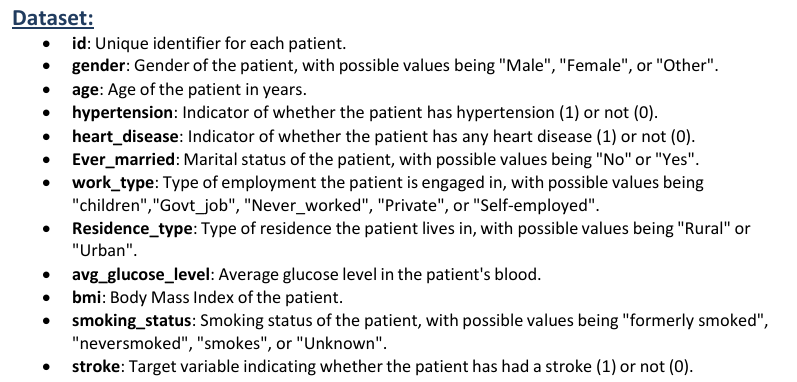 Dataset:
• id: Unique identifier for each patient.
• gender: Gender of the patient, with possible values being "Male", "Female", or "Other".
• age: Age of the patient in years.
• hypertension: Indicator of whether the patient has hypertension (1) or not (0).
• heart_disease: Indicator of whether the patient has any heart disease (1) or not (0).
• Ever_married: Marital status of the patient, with possible values being "No" or "Yes".
• work_type: Type of employment the patient is engaged in, with possible values being
"children","Govt_job", "Never_worked", "Private", or "Self-employed".
• Residence_type: Type of residence the patient lives in, with possible values being "Rural" or
"Urban".
• avg_glucose_level: Average glucose level in the patient's blood.
• bmi: Body Mass Index of the patient.
• smoking_status: Smoking status of the patient, with possible values being "formerly smoked",
"neversmoked", "smokes", or "Unknown".
• stroke: Target variable indicating whether the patient has had a stroke (1) or not (0).